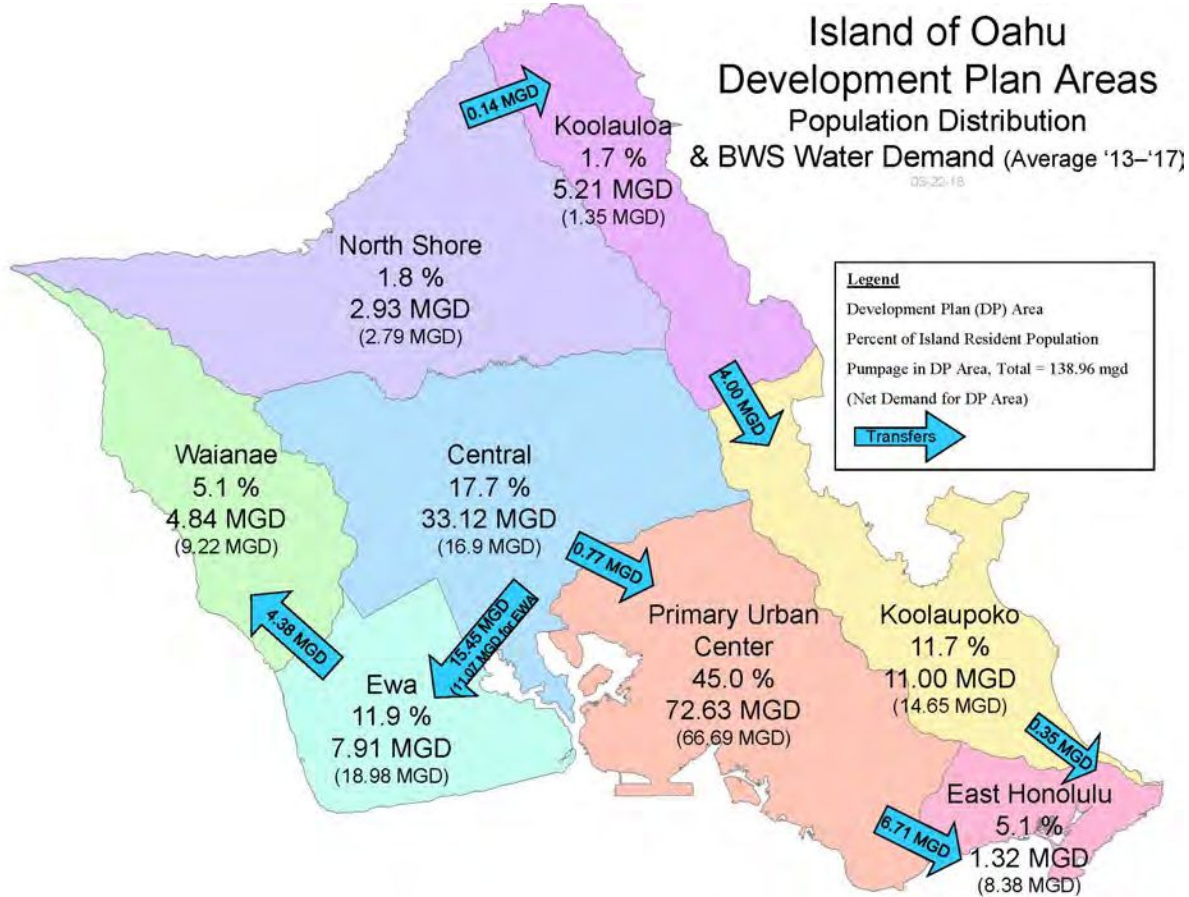 Island of Oahu
Development Plan Areas
Population Distribution
& BWS Water Demand (Average '13–'17)
03-22-18
0.14 MGD
Koolauloa
1.7 %
5.21 MGD
(1.35 MGD)
North Shore
1.8 %
2.93 MGD
(2.79 MGD)
Legend
Development Plan (DP) Area
Percent of Island Resident Population
Pumpage in DP Area, Total = 138.96 mgd
(Net Demand for DP Area)
Transfers
4.00 MGD
Waianae
5.1 %
4.84 MGD
(9.22 MGD)
Central
17.7 %
33.12 MGD
(16.9 MGD)
0.77 MGD
15.45 MGD
(11.07 MGD for EWA)
4.38 MGD
Ewa
11.9 %
7.91 MGD
(18.98 MGD)
Primary Urban
Center
45.0 %
72.63 MGD
(66.69 MGD)
Koolaupoko
11.7 %
11.00 MGD
(14.65 MGD)
0.35 MGD
6.71 MGD
East Honolulu
5.1 %
1.32 MGD
(8.38 MGD)